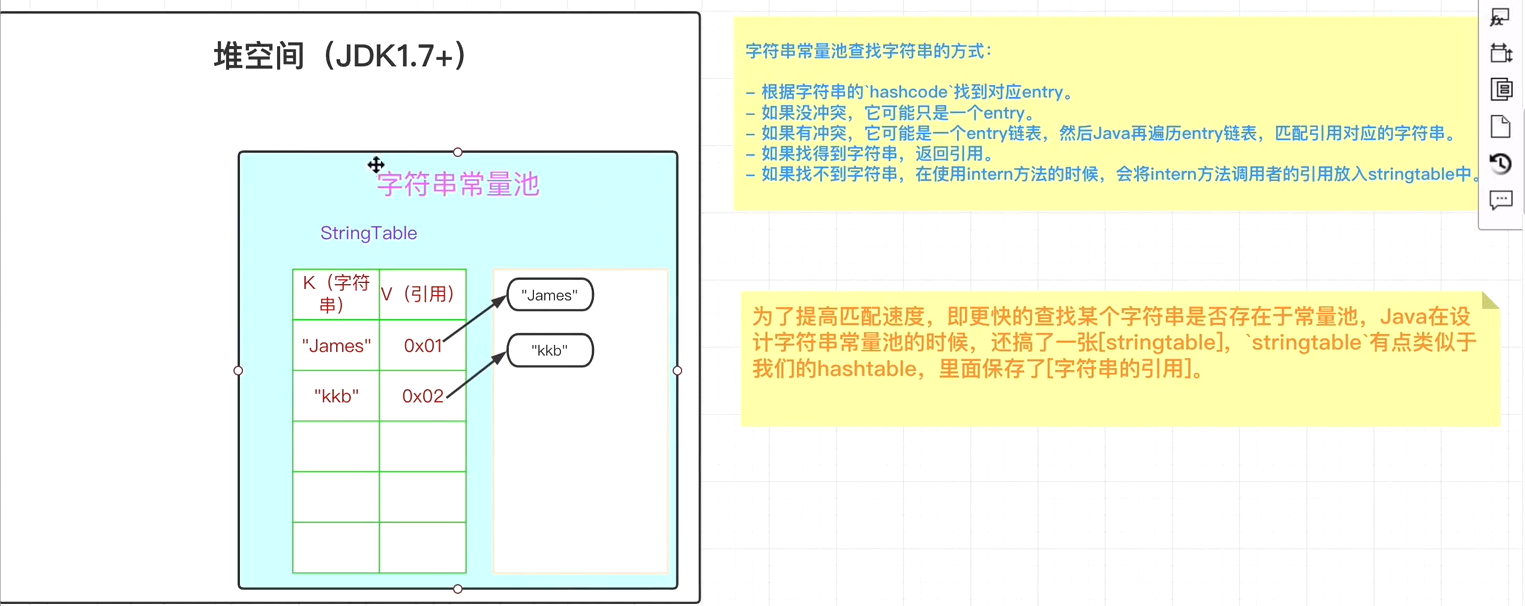 堆空间（JDK1.7+）
字符串常量池
StringTable
K（字符
串）
V（引用）
"James"
0x01
"kkb"
0x02
"James"
"kkb"
字符串常量池查找字符串的方式：
- 根据字符串的`hashcode`找到对应entry。
- 如果没冲突，它可能只是一个entry。
- 如果有冲突，它可能是一个entry链表，然后Java再遍历entry链表，匹配引用对应的字符串。
- 如果找得到字符串，返回引用。
- 如果找不到字符串，在使用intern方法的时候，会将intern方法调用者的引用放入stringtable中。
为了提高匹配速度，即更快的查找某个字符串是否存在于常量池，Java在设
计字符串常量池的时候，还搞了一张[stringtable]，`stringtable`有点类似于
我们的hashtable，里面保存了[字符串的引用]。
fx